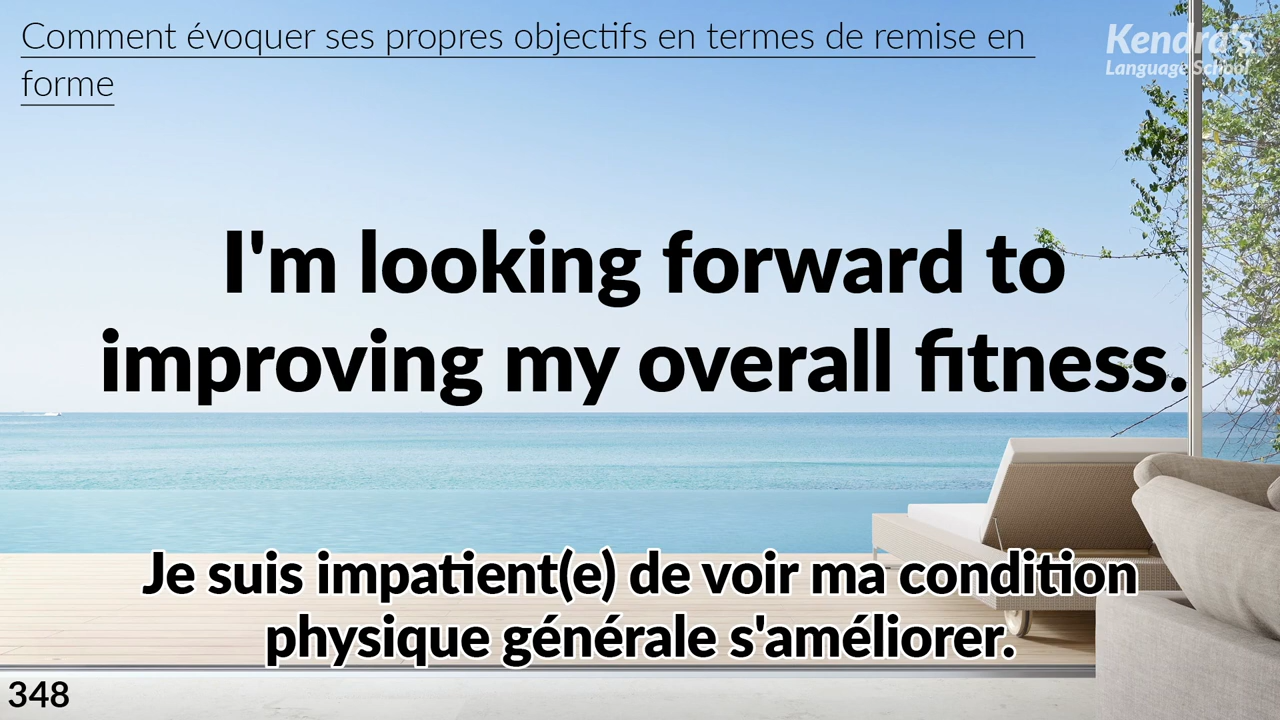 Comment évoquer ses propres objectifs en termes de remise en
forme
Kendra's
Language School
I'm looking forward to
improving my overall fitness.
Je suis impatient(e) de voir ma condition
physique générale s'améliorer.
348